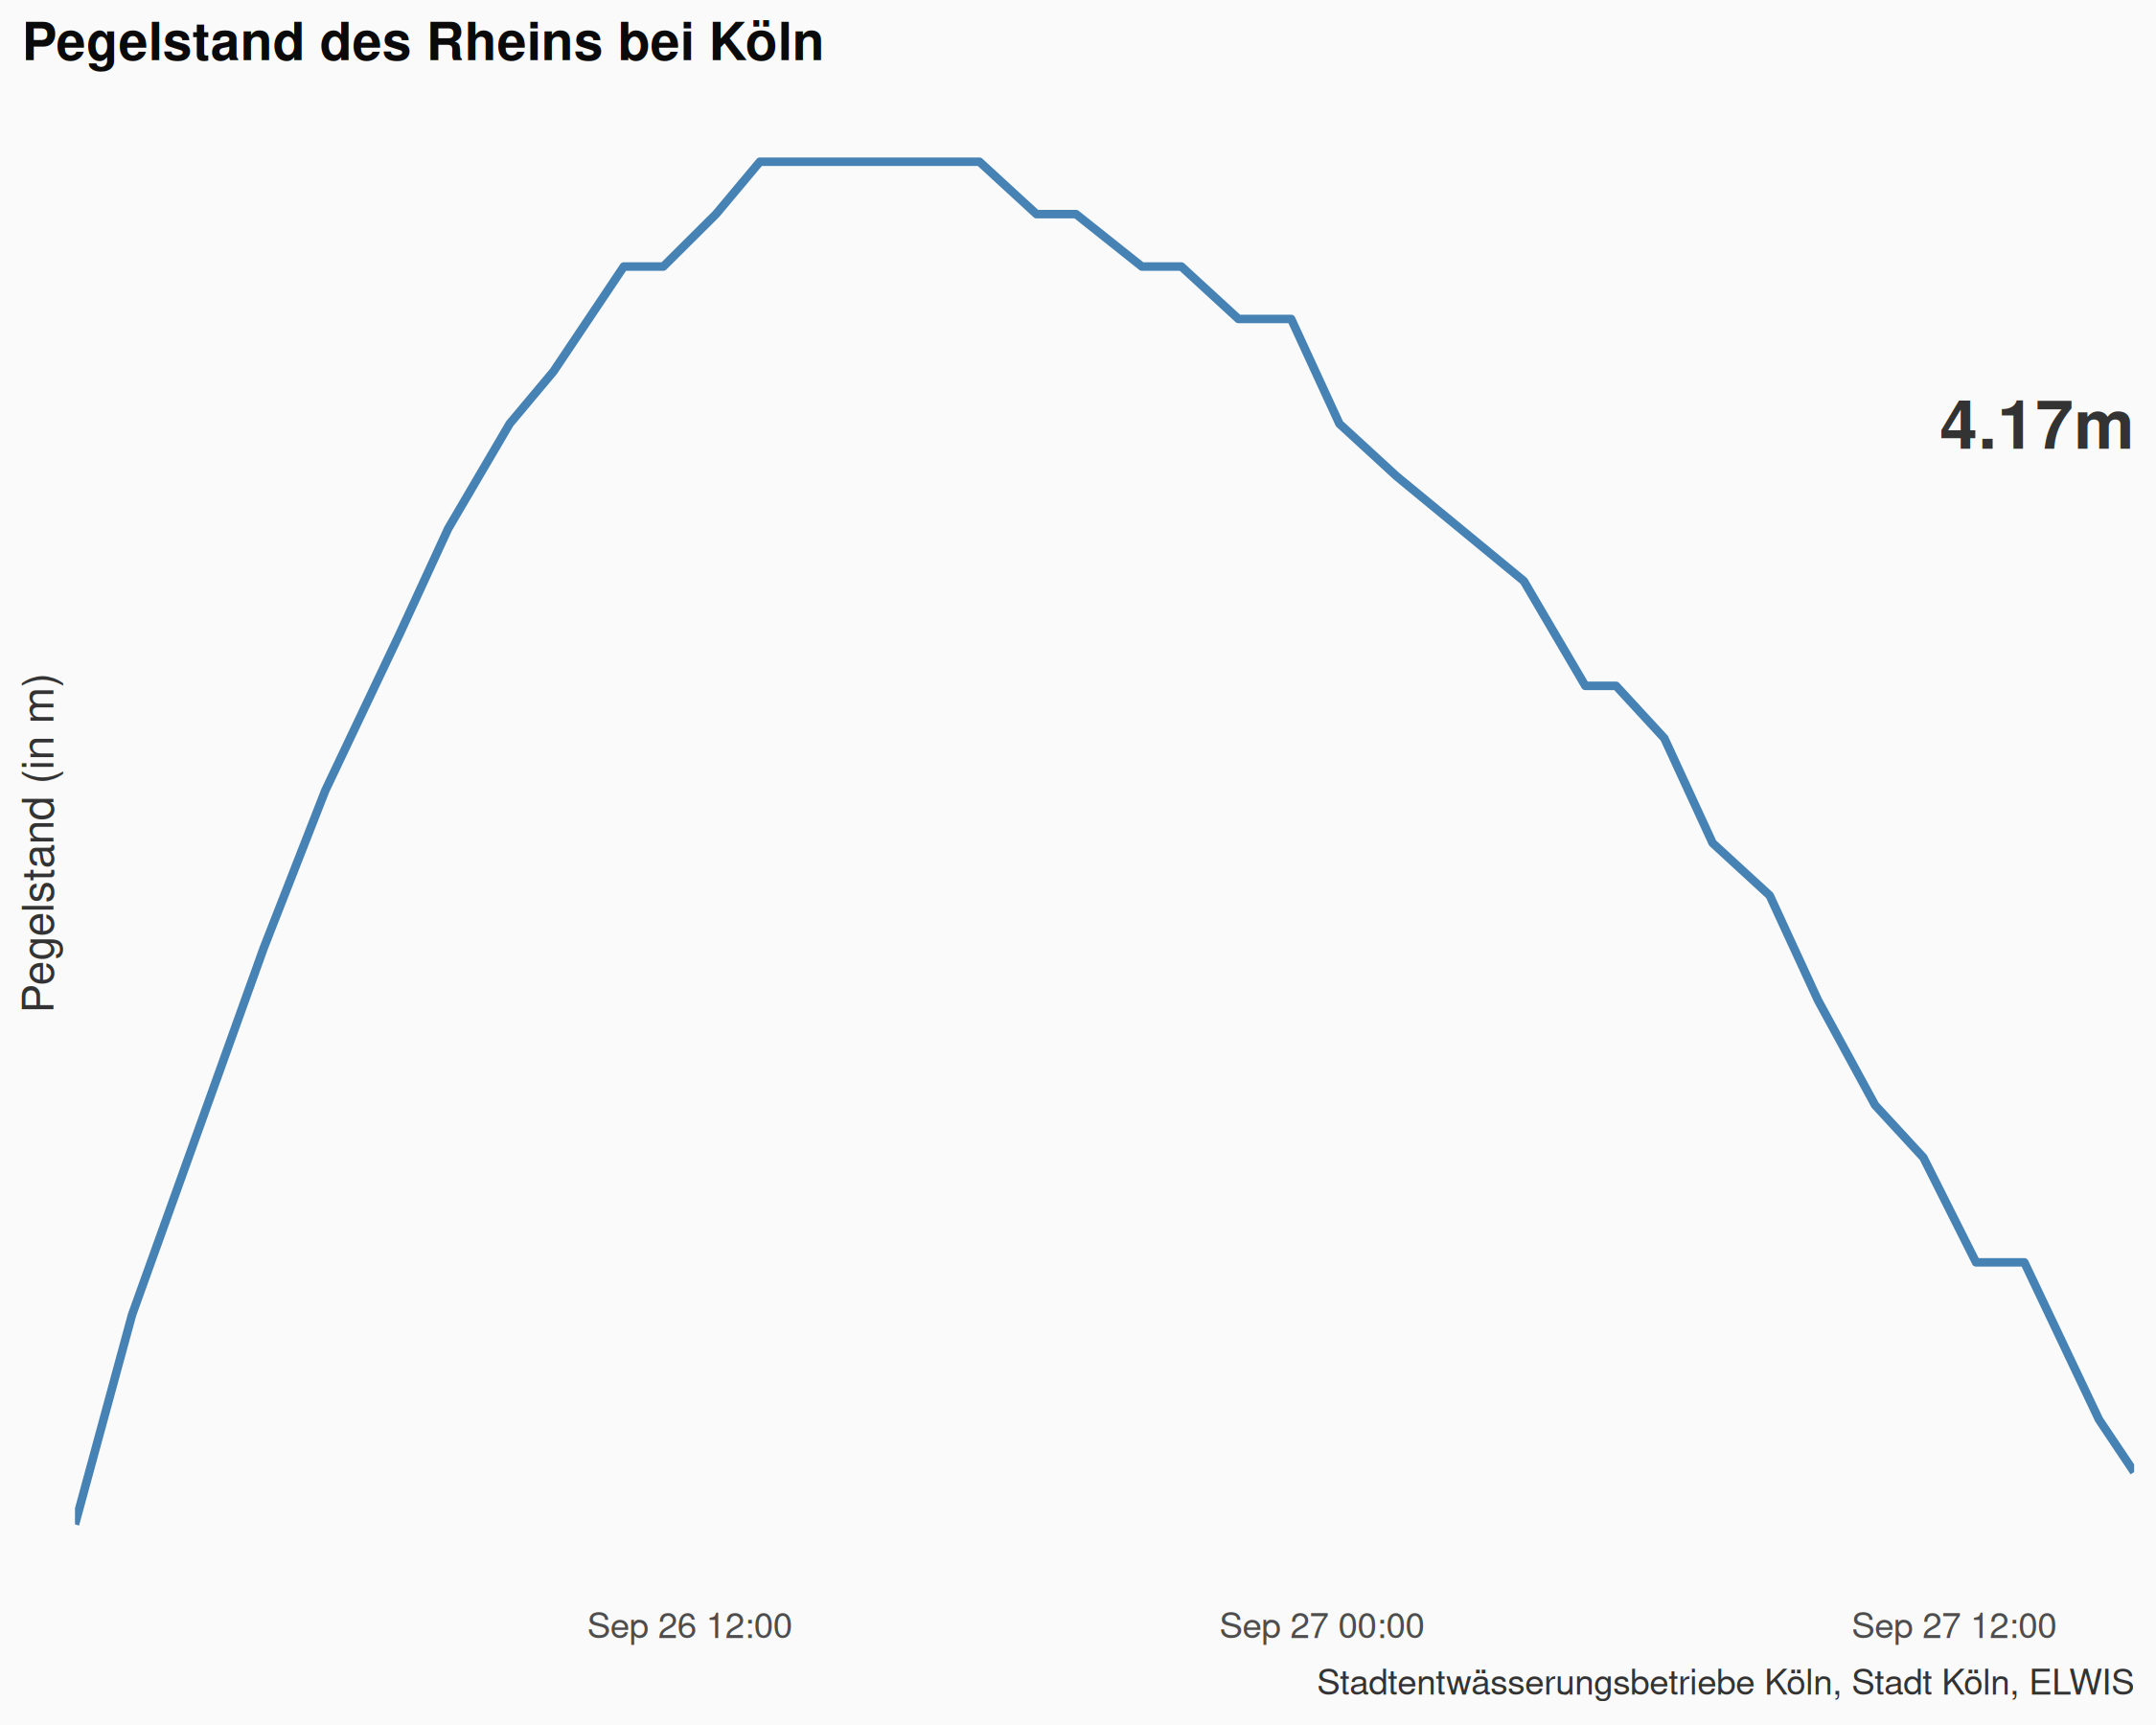 Pegelstand des Rheins bei Köln
4.17m
Pegelstand (in m)
Sep 26 12:00
Sep 27 00:00
Sep 27 12:00
Stadtentwässerungsbetriebe Köln, Stadt Köln, ELWIS